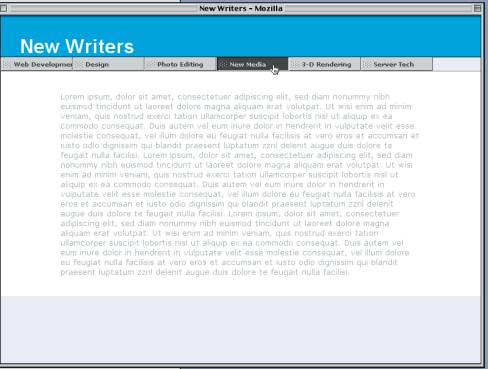 New Writers - Mozilla
New Writers
Web Developmen Design Photo Editing New Media 3-D Rendering Server Tech
Lorem ipsum, dolor sit amet, consectetuer adipiscing elit, sed diam nonummy nibh
euismod tincidunt ut laoreet dolore magna aliquam erat volutpat. Ut wisi enim ad minim
veniam, quis nostrud exerci tation ullamcorper suscipit lobortis nisl ut aliquip ex ea
commodo consequat. Duis autem vel eum iriure dolor in hendrerit in vulputate velit esse
molestie consequat, vel illum dolore eu feugiat nulla facilisis at vero eros et accumsan et
iusto odio dignissim qui blandit praesent luptatum zzril delenit augue duis dolore te
feugait nulla facilisi. Lorem ipsum, dolor sit amet, consectetuer adipiscing elit, sed diam
nonummy nibh euismod tincidunt ut laoreet dolore magna aliquam erat volutpat. Ut wisi
enim ad minim veniam, quis nostrud exerci tation ullamcorper suscipit lobortis nisl ut
aliquip ex ea commodo consequat. Duis autem vel eum iriure dolor in hendrerit in
vulputate velit esse molestie consequat, vel illum dolore eu feugiat nulla facilisis at vero
eros et accumsan et iusto odio dignissim qui blandit praesent luptatum zzril delenit
augue duis dolore te feugait nulla facilisi. Lorem ipsum, dolor sit amet, consectetuer
adipiscing elit, sed diam nonummy nibh euismod tincidunt ut laoreet dolore magna
aliquam erat volutpat. Ut wisi enim ad minim veniam, quis nostrud exerci tation
ullamcorper suscipit lobortis nisl ut aliquip ex ea commodo consequat. Duis autem vel
eum iriure dolor in hendrerit in vulputate velit esse molestie consequat, vel illum dolore
eu feugiat nulla facilisis at vero eros et accumsan et iusto odio dignissim qui blandit
praesent luptatum zzril delenit augue duis dolore te feugait nulla facilisi.